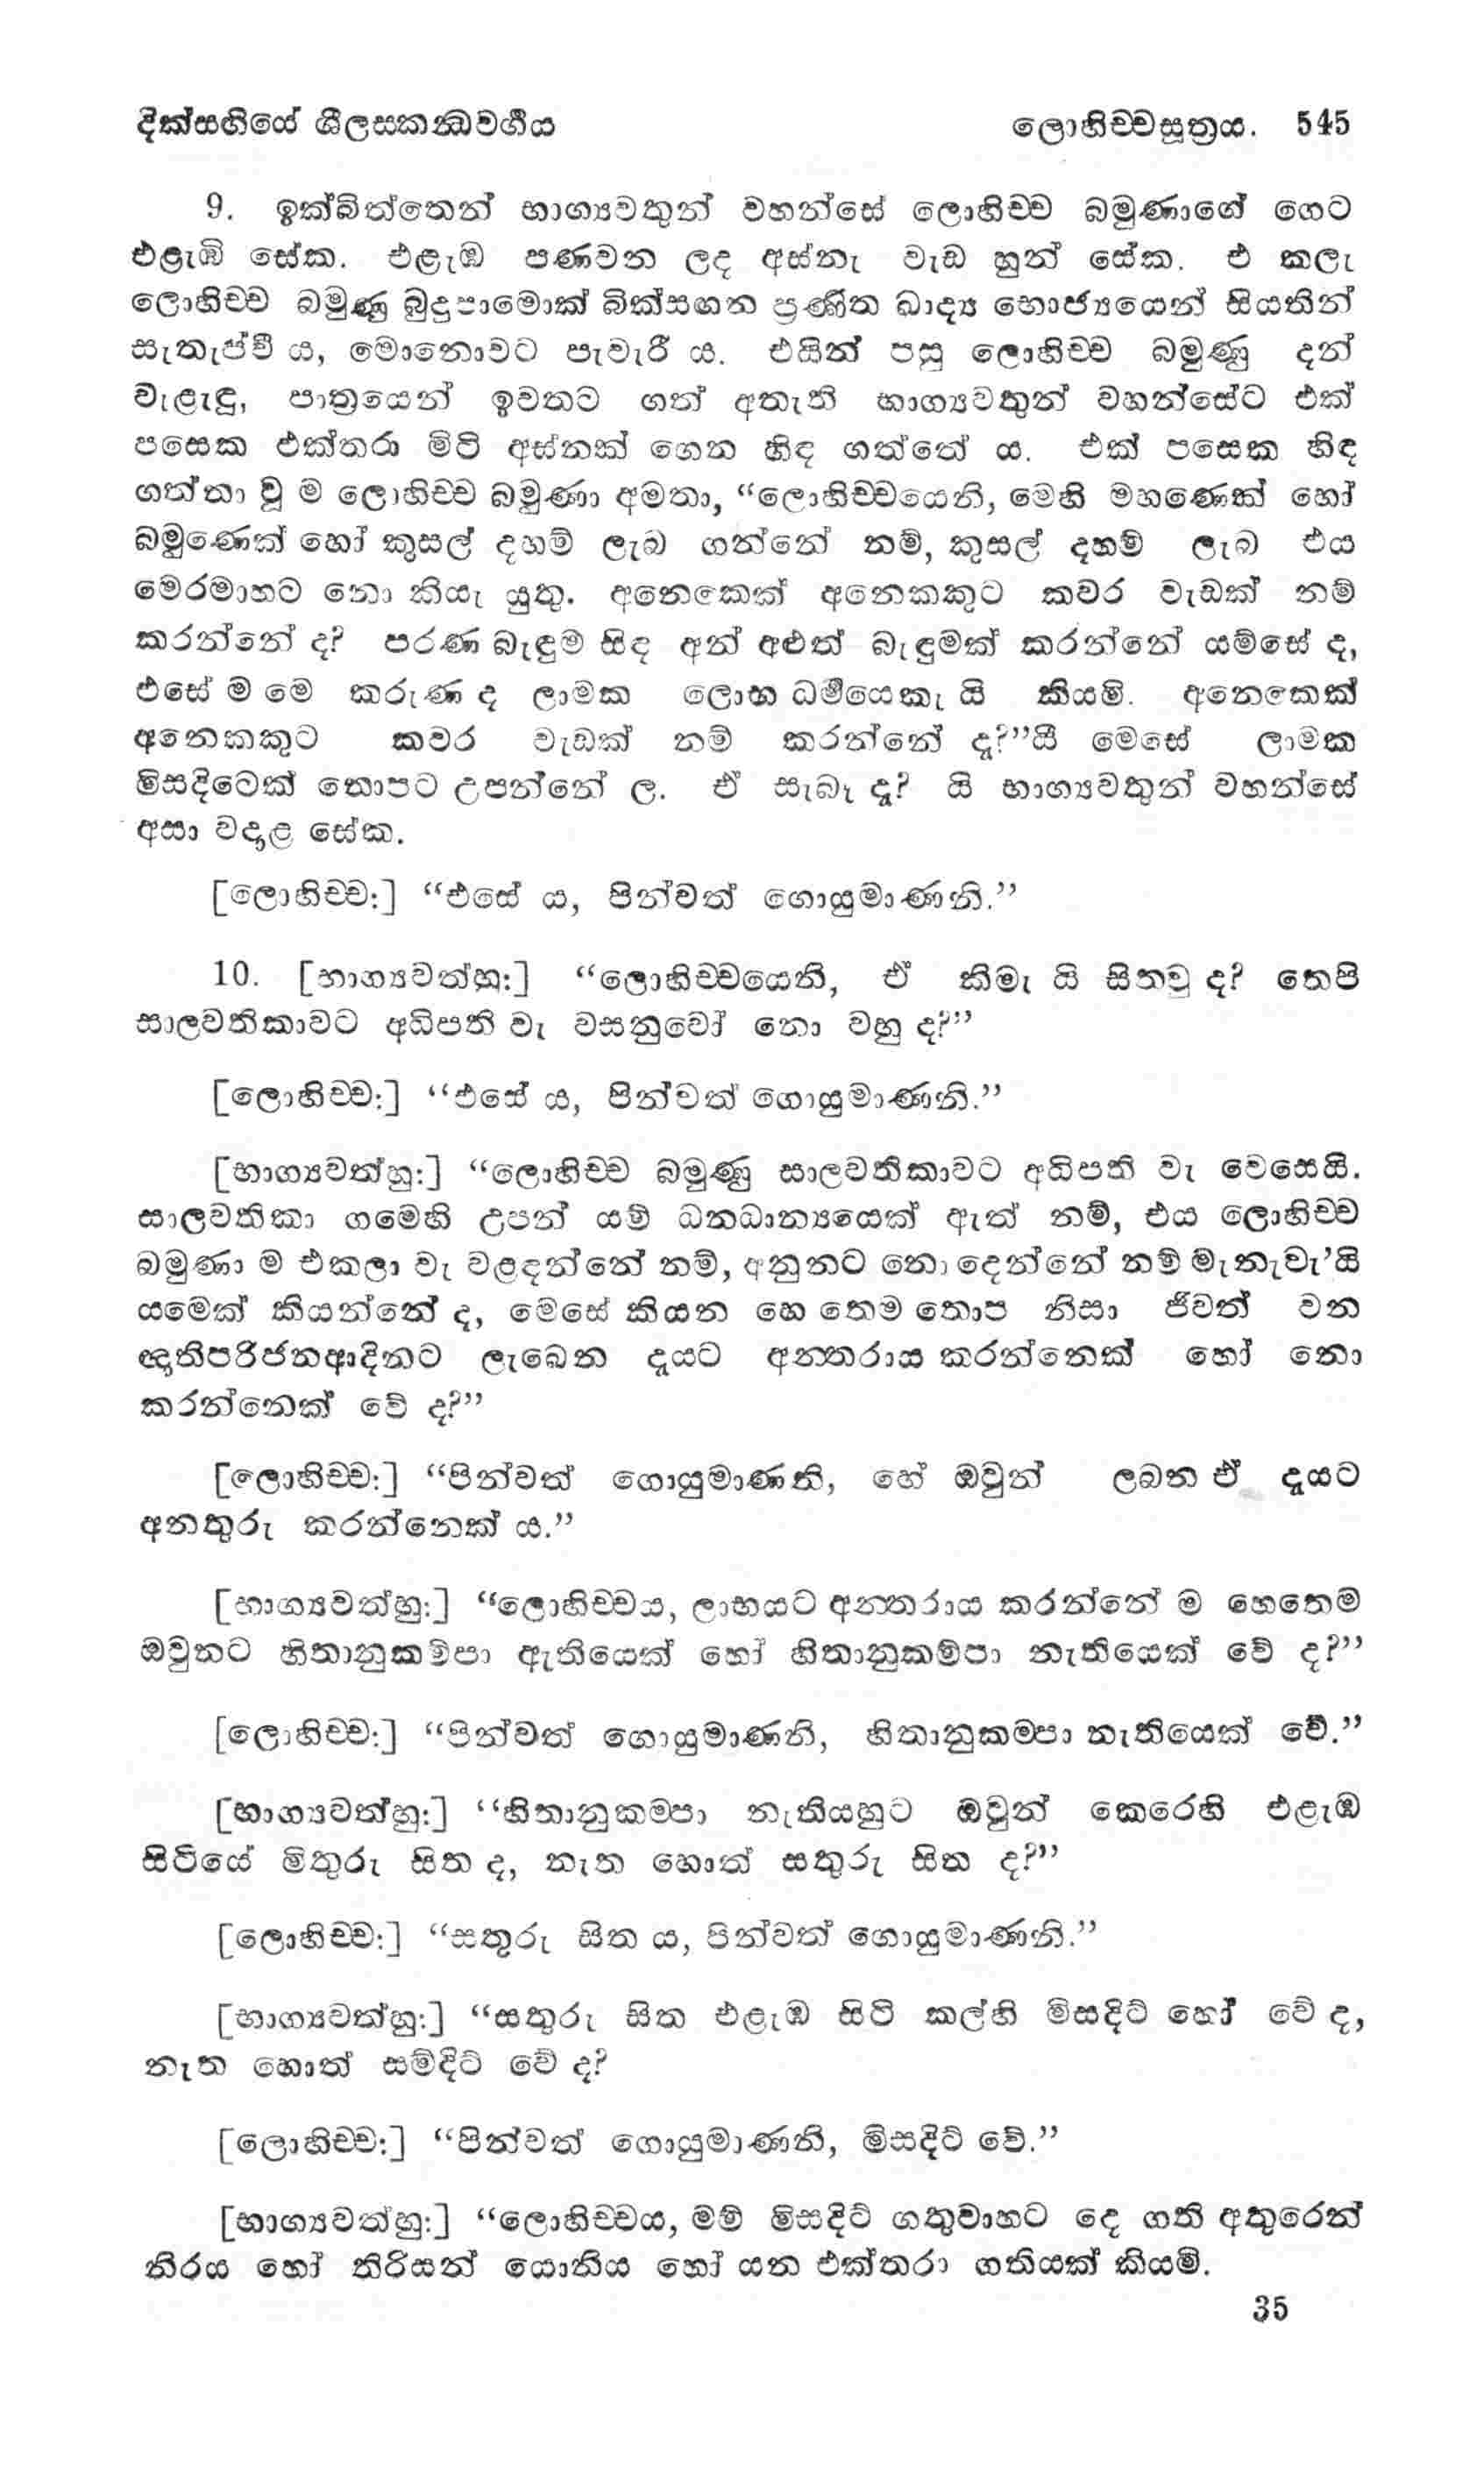 දික්සඟියේ ශීලසකන්‍ධවර්‍ගය ලොහිච්චසූත්‍රය. 545
9. ඉක්බිත්තෙන් භාග්‍යවතුන් වහන්සේ ලොහිච්ච බමුණාගේ ගෙට
එළැඹි සේක. එළැඹ පණවන ලද අස්නැ වැඩ හුන් සේක. එ කලැ
ලොහිච්ච බමුණු බුදුපාමොක් බික්සඟන ප්‍රණීත ඛාද්‍ය භොජ්‍යයෙන් සියතින්
සැතැප්වී ය, මොනොවට පැවැරී ය. එයින් පසු ලොහිච්ච බමුණු දන්
වැළැඳූ, පාත්‍රයෙන් ඉවතට ගත් අතැති භාග්‍යවතුන් වහන්සේට එක්
පසෙක එක්තරා මිටි අස්නක් ගෙන හිඳ ගත්තේ ය. එක් පසෙක හිඳ
ගත්තා වූ ම ලොහිච්ච බමුණා අමතා, “ලොහිච්චයෙනි, මෙහි මහණෙක් හෝ
බමුණෙක් හෝ කුසල් දහම් ලැබ ගන්නේ නම්, කුසල් දහම් ලැබ එය
මෙරමාහට නො කියැ යුතු. අනෙකෙක් අනෙකකුට කවර වැඩක් නම්
කරන්නේ ද? පරණ බැඳුම සිඳ අන් අළුත් බැඳුමක් කරන්නේ යම්සේ ද,
එසේ ම මෙ කරුණ ද ලාමක ලොභ ධර්‍මයෙකැ යි කියමි. අනෙකෙක්
අනෙකකුට කවර වැඩක් නම් කරන්නේ දැ?”යී මෙසේ ලාමක
මිසදිටෙක් තොපට උපන්නේ ල. ඒ සැබෑ දැ? යි භාග්‍යවතුන් වහන්සේ
අසා වදාළ සේක.
[ලොහිච්ච:] “එසේ ය, පින්වත් ගොයුමාණනි.”
10. [භාග්‍යවත්හු:] “ලොහිච්චයෙනි, ඒ කිමැ යි සිතවු ද? තෙපි
සාලවතිකාවට අධිපති වැ වසනුවෝ නො වහු ද?”
[ලොහිච්ච:] “එසේ ය, පින්වත් ගොයුමාණනි.”
[භාග්‍යවත්හු:] “ලොහිච්ච බමුණු සාලවතිකාවට අධිපති වැ වෙසෙයි.
සාලවතිකා ගමෙහි උපන් යම් ධනධාන්‍යයෙක් ඇත් නම්, එය ලොහිච්ච
බමුණා ම එකලා වැ වළඳන්නේ නම්, අනුනට නො දෙන්නේ නම් මැනැවැ’යි
යමෙක් කියන්නේ ද, මෙසේ කියන හෙ තෙම තොප නිසා ජීවත් වන
ඥාතිපරිජනආදීනට ලැබෙන දැයට අන්‍තරාය කරන්නෙක් හෝ නො
කරන්නෙක් වේ ද?”
[ලොහිච්ච:] “පින්වත් ගොයුමාණනි, හේ ඔවුන් ලබන ඒ දැයට
අනතුරු කරන්නෙක් ය.”
[භාග්‍යවත්හු:] “ලොහිච්චය, ලාභයට අන්‍තරාය කරන්නේ ම හෙතෙම
ඔවුනට හිතානුකම්පා ඇතියෙක් හෝ හිතානුකම්පා නැතියෙක් වේ ද?”
[ලොහිච්ච:] “පින්වත් ගොයුමාණනි, හිතානුකම්පා නැතියෙක් වේ.”
[භාග්‍යවත්හු:] “හිතානුකම්පා නැතියහුට ඔවුන් කෙරෙහි එළැඹ
සිටියේ මිතුරු සිත ද, නැත හොත් සතුරු සිත ද?”
[ලොහිච්ච:] “සතුරු සිත ය, පින්වත් ගොයුමාණනි.”
[භාග්‍යවත්හු:] “සතුරු සිත එළැඹ සිටි කල්හි මිසදිටු හෝ වේ ද,
නැත හොත් සම්දිටු වේ ද?
[ලොහිච්ච:] “පින්වත් ගොයුමාණනි, මිසදිටු වේ.”
[භාග්‍යවත්හු:] “ලොහිච්චය, මම් මිසදිටු ගතුවාහට දෙ ගති අතුරෙන්
නිරය හෝ තිරිසන් යොනිය හෝ යන එක්තරා ගතියක් කියමි.
35